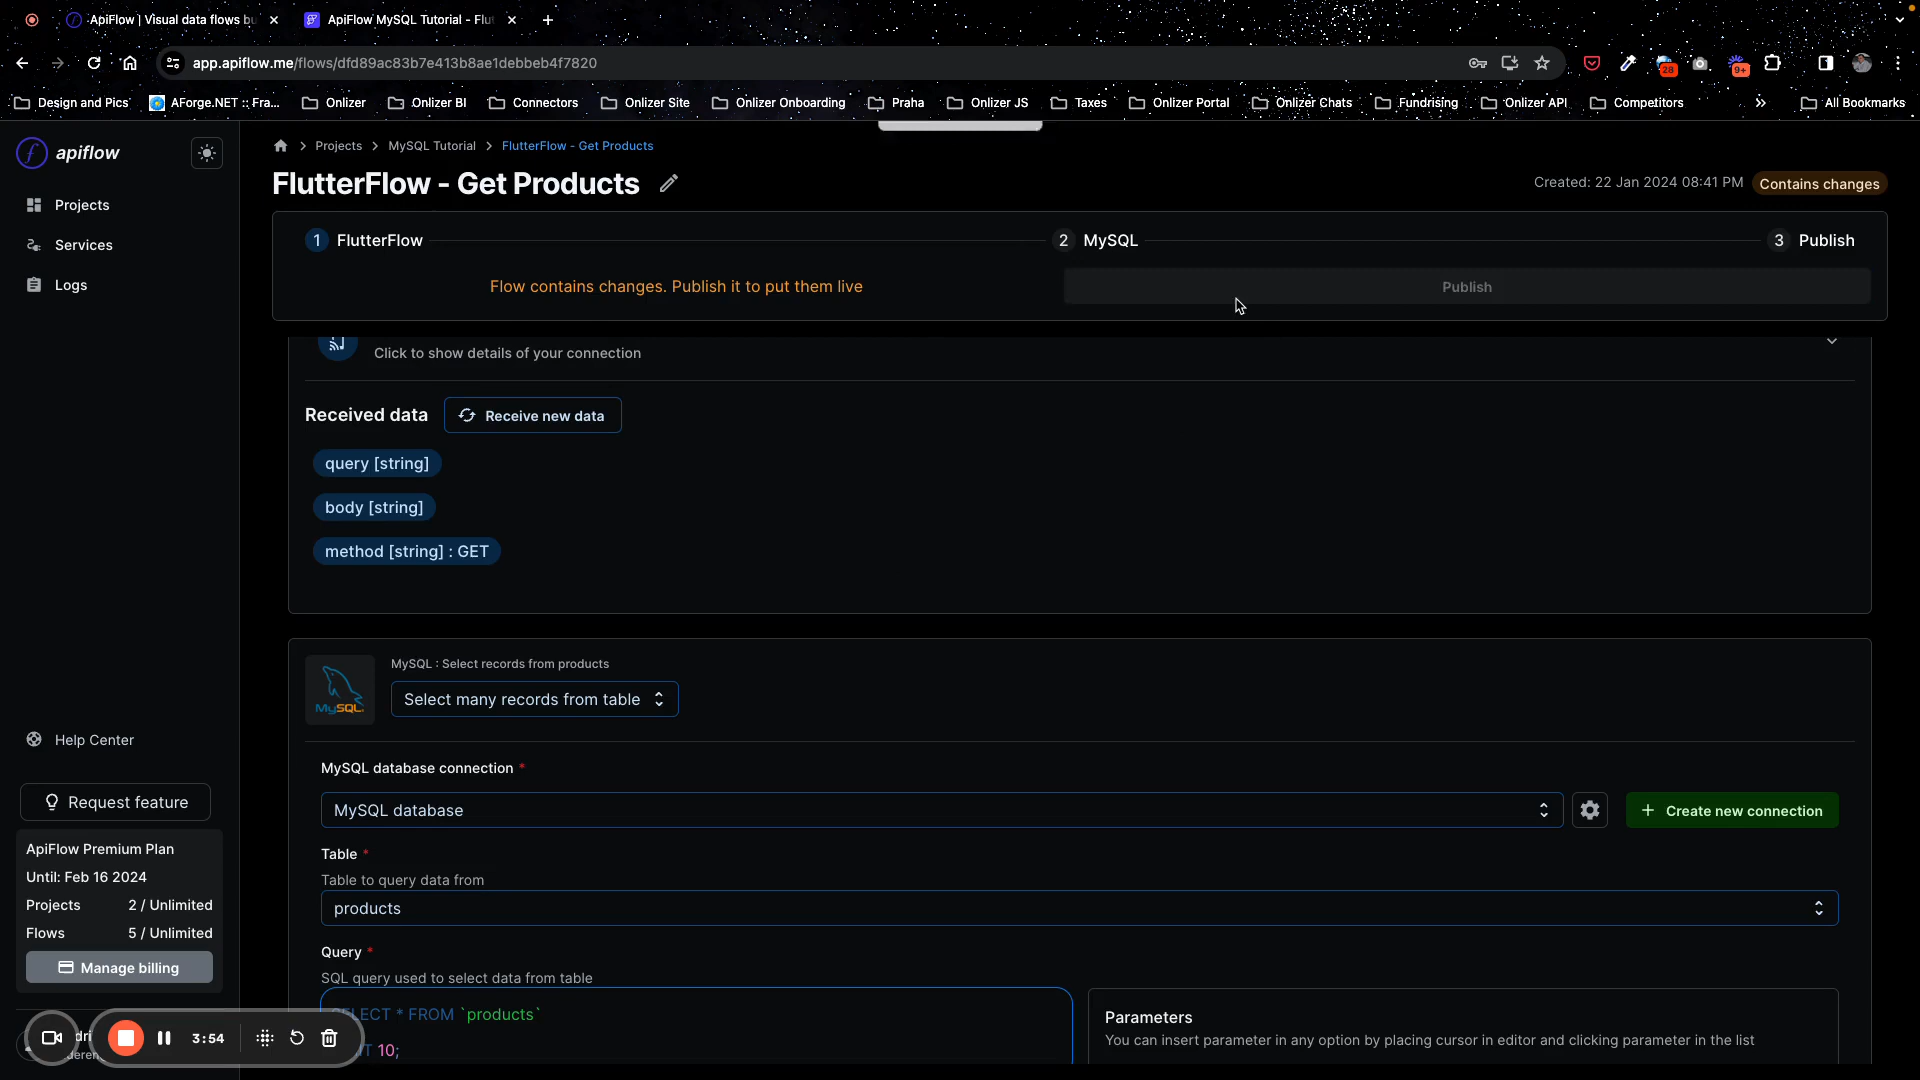 ApiFlow | Visual data flows bu
ApiFlow MySQL Tutorial - Flut
app.apiflow.me/flows/dfd89ac83b7e413b8ae1debbeb4f7820
28
9+
Design and Pics
AForge.NET :: Fra...
Onlizer
Onlizer BI
Connectors
Onlizer Site
Onlizer Onboarding
Praha
Onlizer JS
Taxes
Onlizer Portal
Onlizer Chats
Fundrising
Onlizer API
Competitors
All Bookmarks
apiflow
Projects
Services
Logs
Help Center
Request feature
ApiFlow Premium Plan
Until: Feb 16 2024
Projects 2 / Unlimited
Flows 5 / Unlimited
Manage billing
Projects
MySQL Tutorial
FlutterFlow - Get Products
FlutterFlow - Get Products
Created: 22 Jan 2024 08:41 PM
Contains changes
1 FlutterFlow
2 MySQL
3 Publish
Flow contains changes. Publish it to put them live
Publish
Click to show details of your connection
Received data
Receive new data
query [string]
body [string]
method [string] : GET
MySQL
MySQL : Select records from products
Select many records from table
MySQL database connection *
MySQL database
Create new connection
Table *
Table to query data from
products
Query *
SQL query used to select data from table
LECT * FROM `products`
T 10;
Parameters
You can insert parameter in any option by placing cursor in editor and clicking parameter in the list
3:54